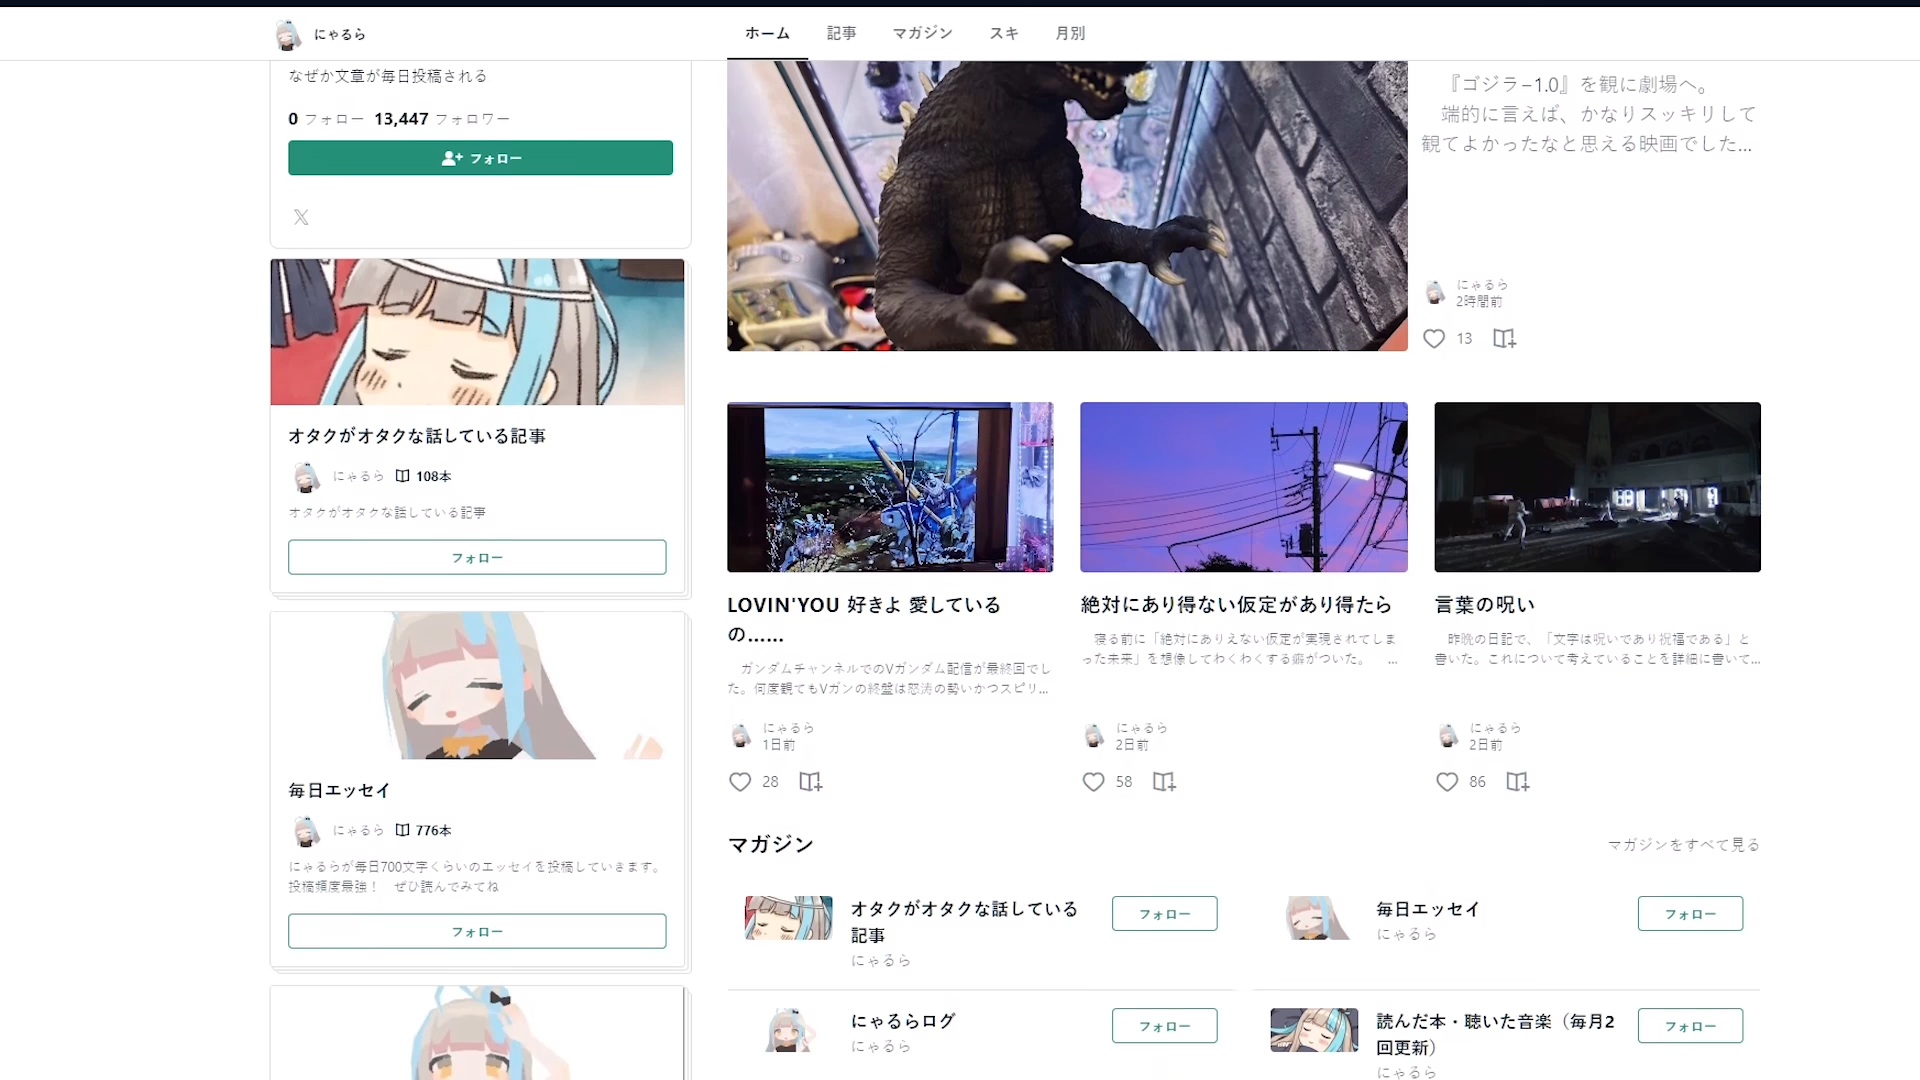 にゃるら
ホーム 記事 マガジン スキ 月別
なぜか文章が毎日投稿される
0 フォロー 13,447 フォロワー
フォロー
オタクがオタクな話している記事
にゃるら 108本
オタクがオタクな話している記事
フォロー
毎日エッセイ
にゃるら 776本
にゃるらが毎日700文字くらいのエッセイを投稿していきます。
投稿頻度最強! ぜひ読んでみてね
フォロー
『ゴジラ−1.0』を観に劇場へ。
端的に言えば、かなりスッキリして
観てよかったなと思える映画でした…
にゃるら
2時間前
13
LOVIN'YOU 好きよ 愛している
の……
ガンダムチャンネルでのVガンダム配信が最終回でし
た。何度観てもVガンの終盤は怒涛の勢いかつスピリ…
にゃるら
1日前
28
絶対にあり得ない仮定があり得たら
寝る前に「絶対にありえない仮定が実現されてしま
った未来」を想像してわくわくする癖がついた。 …
にゃるら
2日前
58
言葉の呪い
昨晩の日記で、「文字は呪いであり祝福である」と
書いた。これについて考えていることを詳細に書いて…
にゃるら
2日前
86
マガジン
マガジンをすべて見る
オタクがオタクな話している
記事
にゃるら
フォロー
毎日エッセイ
にゃるら
フォロー
にゃるらログ
にゃるら
フォロー
読んだ本・聴いた音楽（毎月2
回更新）
にゃるら
フォロー